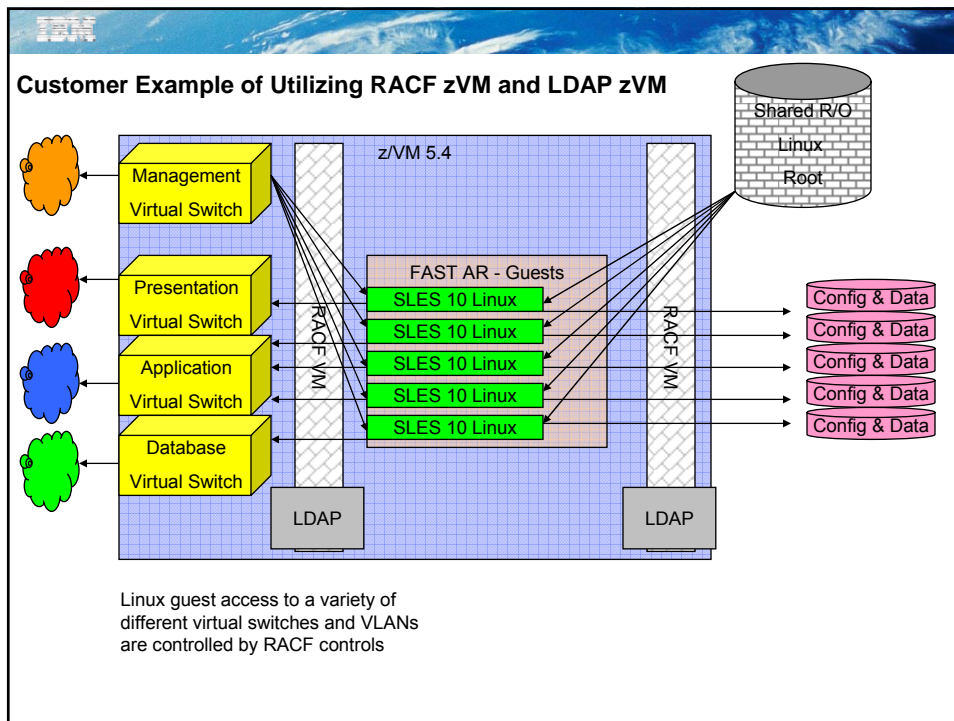 IBM
Customer Example of Utilizing RACF zVM and LDAP zVM
Shared R/O
Linux
Root
z/VM 5.4
Management
Virtual Switch
Presentation
Virtual Switch
Application
Virtual Switch
Database
Virtual Switch
RACF VM
FAST AR - Guests
SLES 10 Linux
SLES 10 Linux
SLES 10 Linux
SLES 10 Linux
SLES 10 Linux
RACF VM
Config & Data
Config & Data
Config & Data
Config & Data
Config & Data
LDAP
LDAP
Linux guest access to a variety of
different virtual switches and VLANs
are controlled by RACF controls